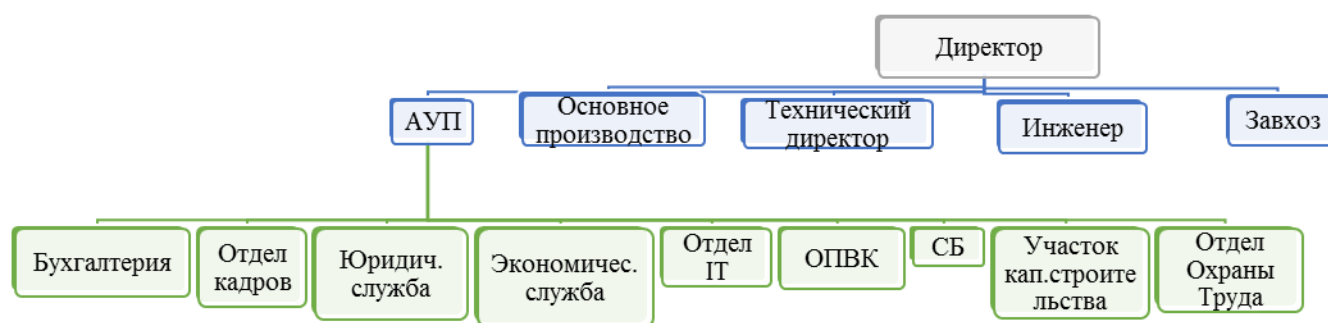 Директор
АУП
Основное
производство
Технический
директор
Инженер
Завхоз
Бухгалтерия
Отдел
кадров
Юридич.
служба
Экономичес.
служба
Отдел
IT
ОПВК
СБ
Участок
кап.строите
льства
Отдел
Охраны
Труда